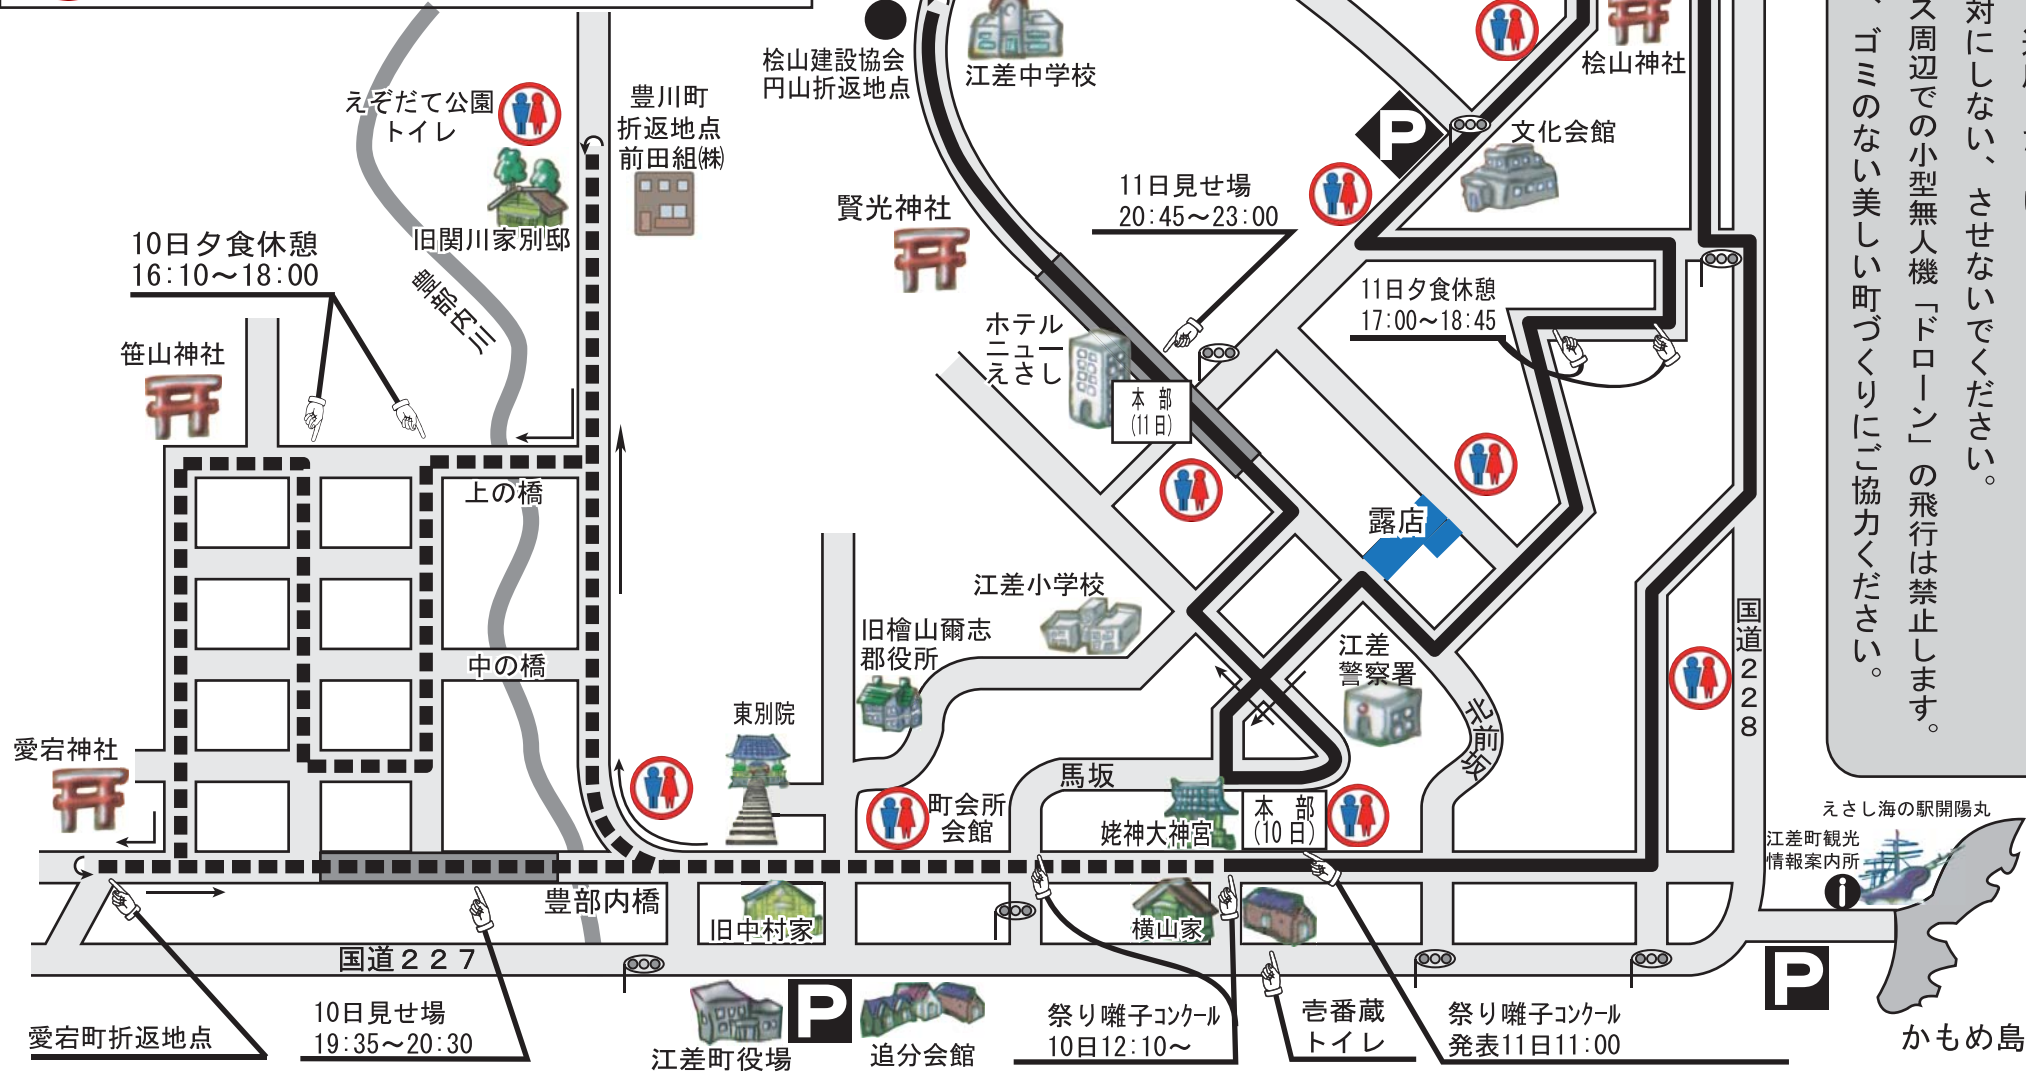 桧山建設協会
円山折返地点
江差中学校
桧山神社
えぞだて公園
トイレ
豊川町
折返地点
前田組㈱
旧関川家別邸
豊部内川
P
文化会館
賢光神社
11日見せ場
20:45～23:00
10日夕食休憩
16:10～18:00
11日夕食休憩
17:00～18:45
ホテル
ニュー
えさし
本部
(11日)
笹山神社
上の橋
中の橋
露店
江差小学校
旧檜山爾志
郡役所
江差
警察署
東別院
北前坂
国道228
愛宕神社
馬坂
町会所
会館
姥神大神宮
本部
(10日)
豊部内橋
旧中村家
横山家
国道227
愛宕町折返地点
10日見せ場
19:35～20:30
江差町役場
P
追分会館
祭り囃子ｺﾝｸｰﾙ
10日12:10～
壱番蔵
トイレ
祭り囃子ｺﾝｸｰﾙ
発表11日11:00
えさし海の駅開陽丸
江差町観光
情報案内所
i
P
かもめ島
対にしない、させないでください。
ス周辺での小型無人機「ドローン」の飛行は禁止します。
、ゴミのない美しい町づくりにご協力ください。